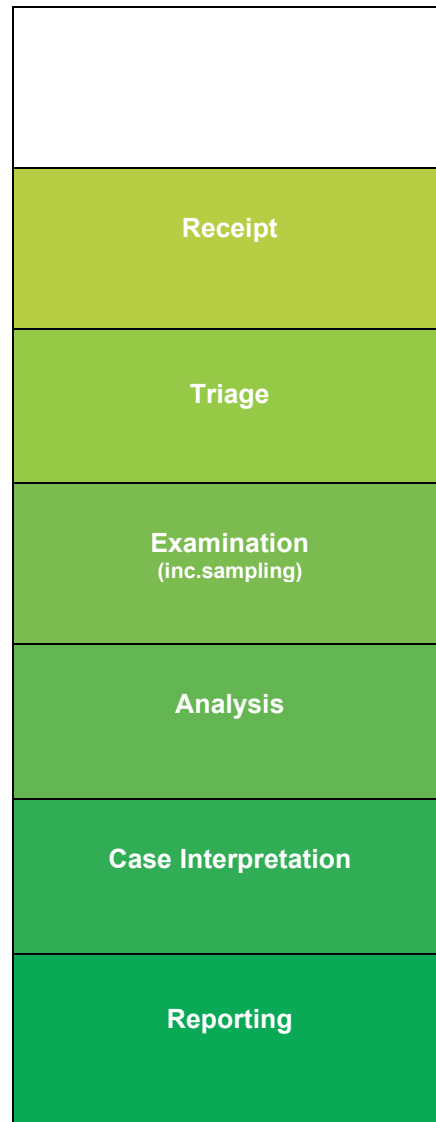 Receipt
Triage
Examination
(inc.sampling)
Analysis
Case Interpretation
Reporting